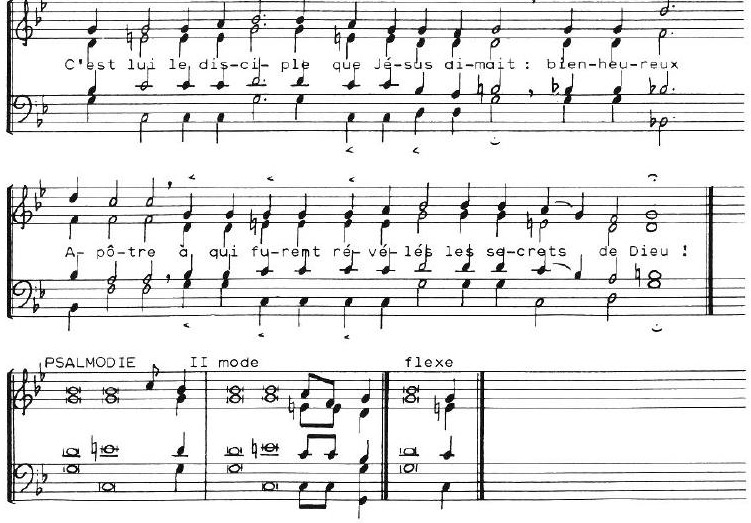 C'est lui le dis-ci- ple que Jé-sus ai-mait : bien-heu-reux
A- pô-tre à qui fu-rent ré-vé-lés les se-crets de Dieu !
PSALMODIE II mode flexe